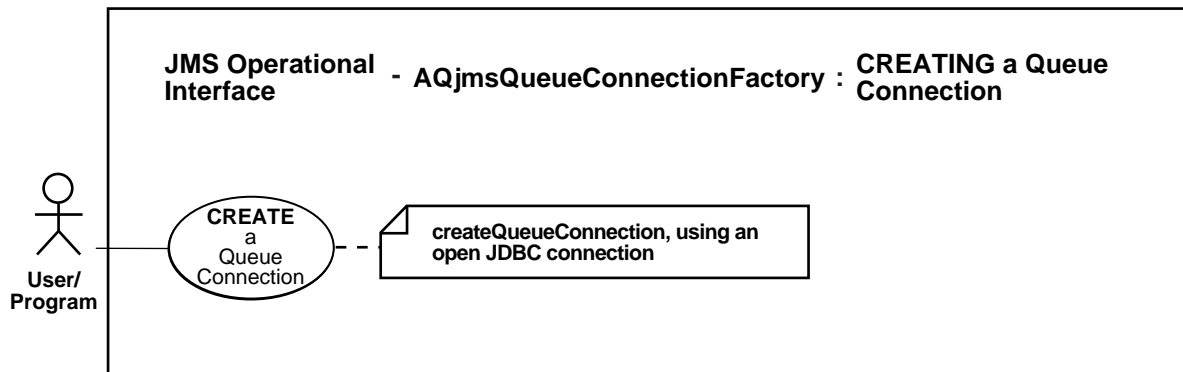 JMS Operational Interface - AQjmsQueueConnectionFactory : CREATING a Queue Connection
CREATE
a
Queue
Connection
createQueueConnection, using an
open JDBC connection
User/
Program